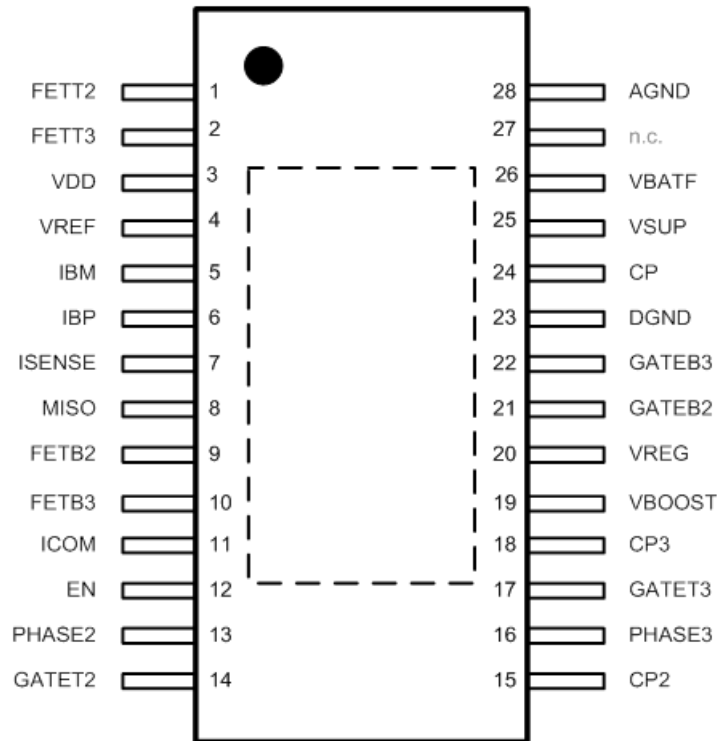 FETT2 1 28 AGND
FETT3 2 27 n.c.
VDD 3 26 VBATF
VREF 4 25 VSUP
IBM 5 24 CP
IBP 6 23 DGND
ISENSE 7 22 GATEB3
MISO 8 21 GATEB2
FETB2 9 20 VREG
FETB3 10 19 VBOOST
ICOM 11 18 CP3
EN 12 17 GATET3
PHASE2 13 16 PHASE3
GATET2 14 15 CP2